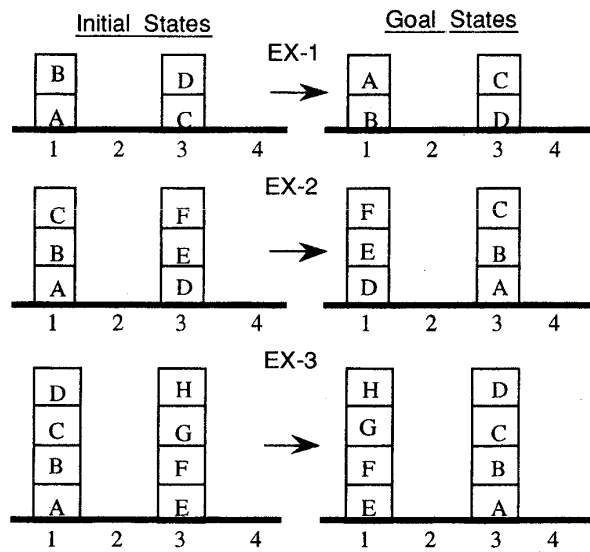 Initial States
Goal States
EX-1
B D A C
A C B D
1 2 3 4 1 2 3 4
EX-2
C F F C
B E E B
A D D A
1 2 3 4 1 2 3 4
EX-3
D H H D
C G G C
B F F B
A E E A
1 2 3 4 1 2 3 4